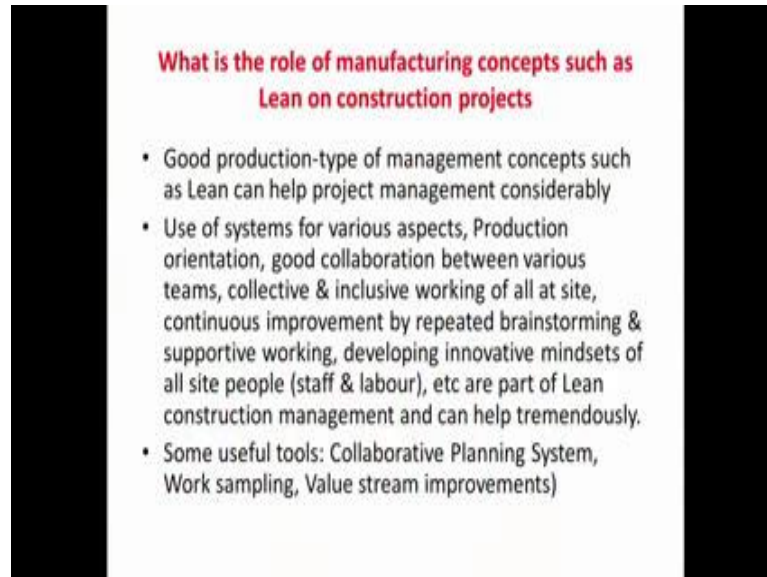 What is the role of manufacturing concepts such as
Lean on construction projects
• Good production-type of management concepts such
as Lean can help project management considerably
• Use of systems for various aspects, Production
orientation, good collaboration between various
teams, collective & inclusive working of all at site,
continuous improvement by repeated brainstorming &
supportive working, developing innovative mindsets of
all site people (staff & labour), etc are part of Lean
construction management and can help tremendously.
• Some useful tools: Collaborative Planning System,
Work sampling, Value stream improvements)